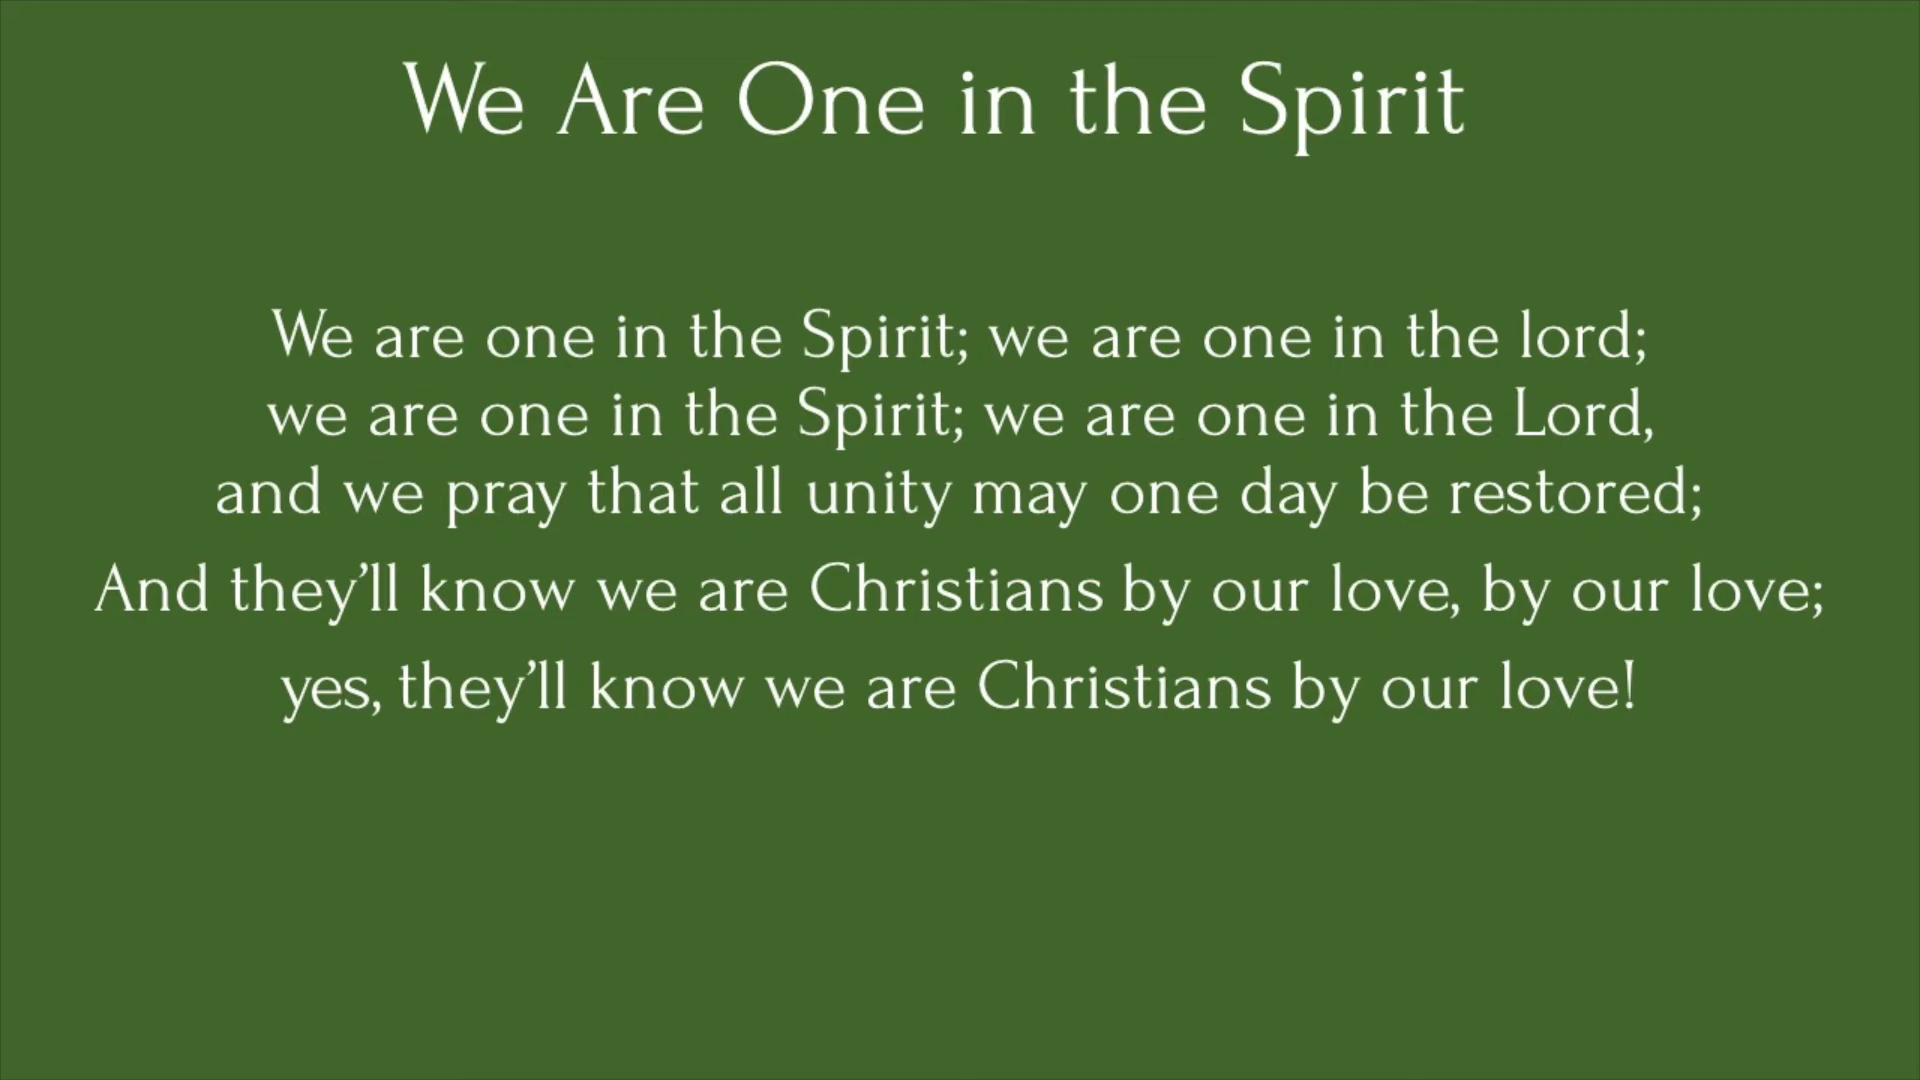 We Are One in the Spirit
We are one in the Spirit; we are one in the lord;
we are one in the Spirit; we are one in the Lord,
and we pray that all unity may one day be restored;
And they’ll know we are Christians by our love, by our love;
yes, they’ll know we are Christians by our love!